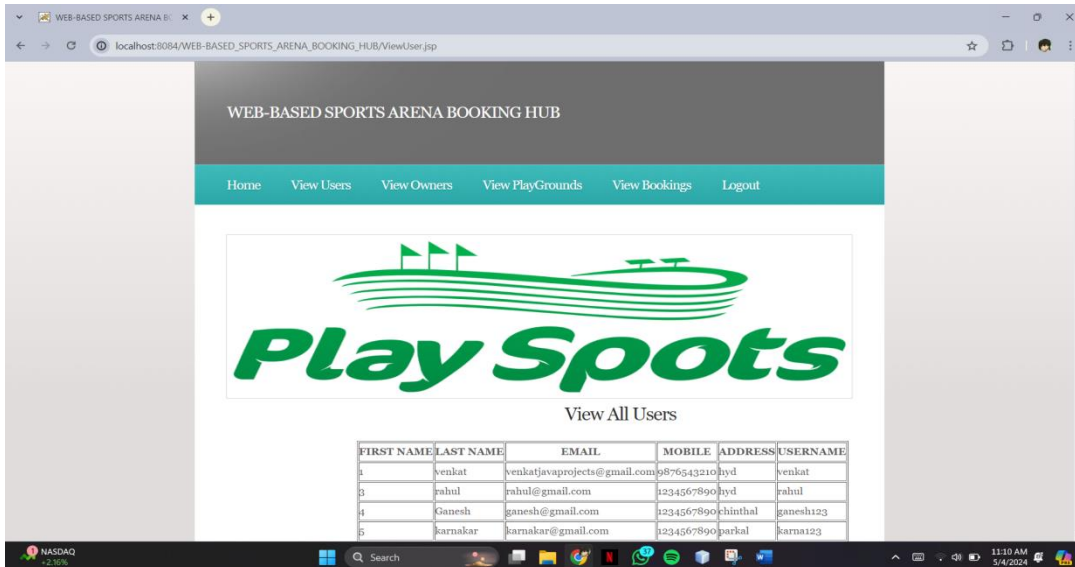 WEB-BASED SPORTS ARENA BC
localhost:8084/WEB-BASED_SPORTS_ARENA_BOOKING_HUB/ViewUser.jsp
WEB-BASED SPORTS ARENA BOOKING HUB
Home View Users View Owners View PlayGrounds View Bookings Logout
Play Spots
View All Users
FIRST NAME LAST NAME EMAIL MOBILE ADDRESS USERNAME
1 venkat venkatjavaprojects@gmail.com 9876543210 hyd venkat
3 rahul rahul@gmail.com 1234567890 hyd rahul
4 Ganesh ganesh@gmail.com 1234567890 chinthal ganesh123
5 karnakar karnakar@gmail.com 1234567890 parkal karna123
NASDAQ
+2.16%
Search
37
11:10 AM
5/4/2024